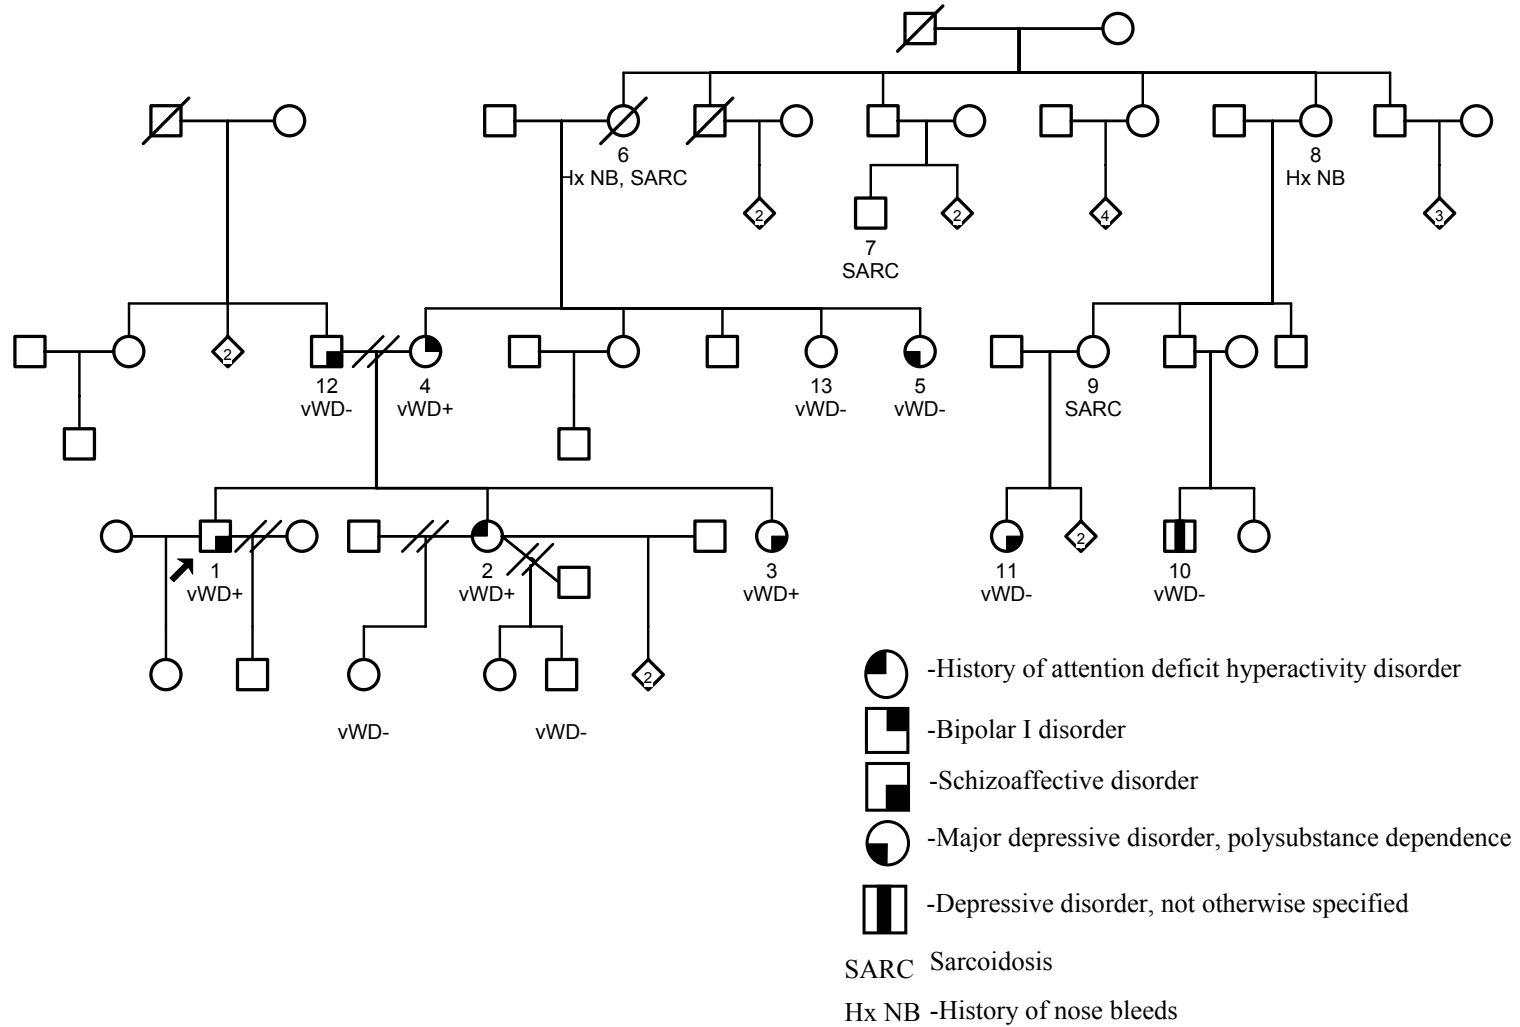 6
Hx NB, SARC
8
Hx NB
2
2
4
3
7
SARC
2
12
vWD-
4
vWD+
13
vWD-
5
vWD-
9
SARC
1
vWD+
2
vWD+
3
vWD+
2
11
vWD-
10
vWD-
2
vWD-
vWD-
-History of attention deficit hyperactivity disorder
-Bipolar I disorder
-Schizoaffective disorder
-Major depressive disorder, polysubstance dependence
-Depressive disorder, not otherwise specified
SARC Sarcoidosis
Hx NB -History of nose bleeds